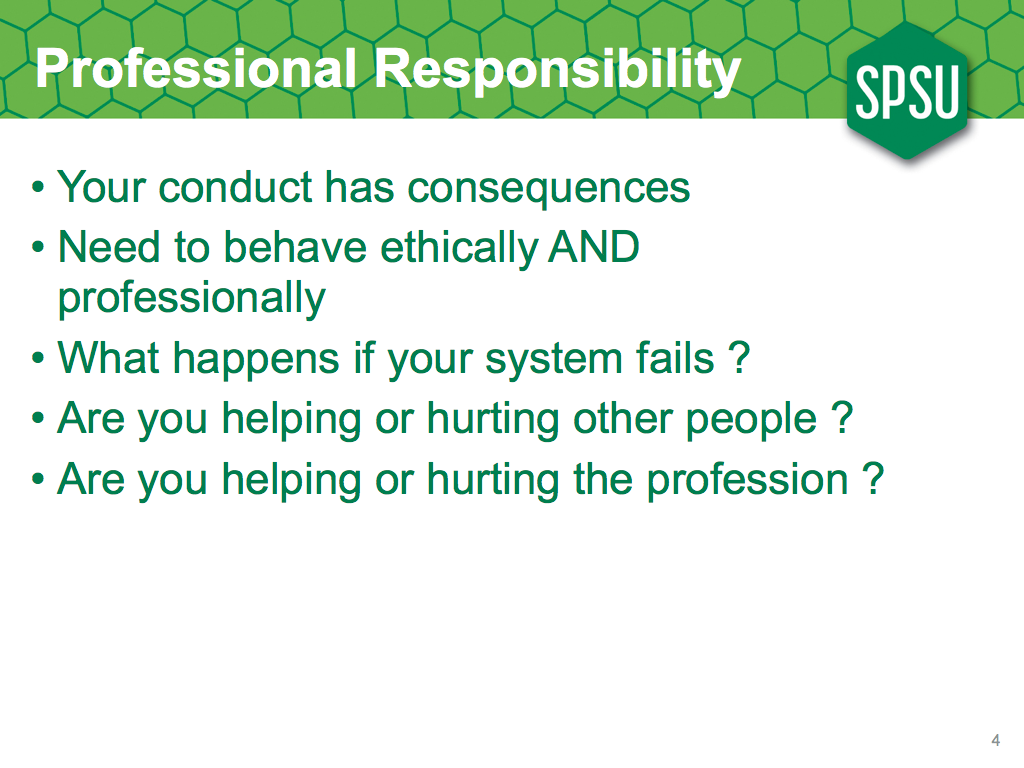 Professional Responsibility
SPSU
• Your conduct has consequences
• Need to behave ethically AND
professionally
• What happens if your system fails ?
• Are you helping or hurting other people ?
• Are you helping or hurting the profession ?
4